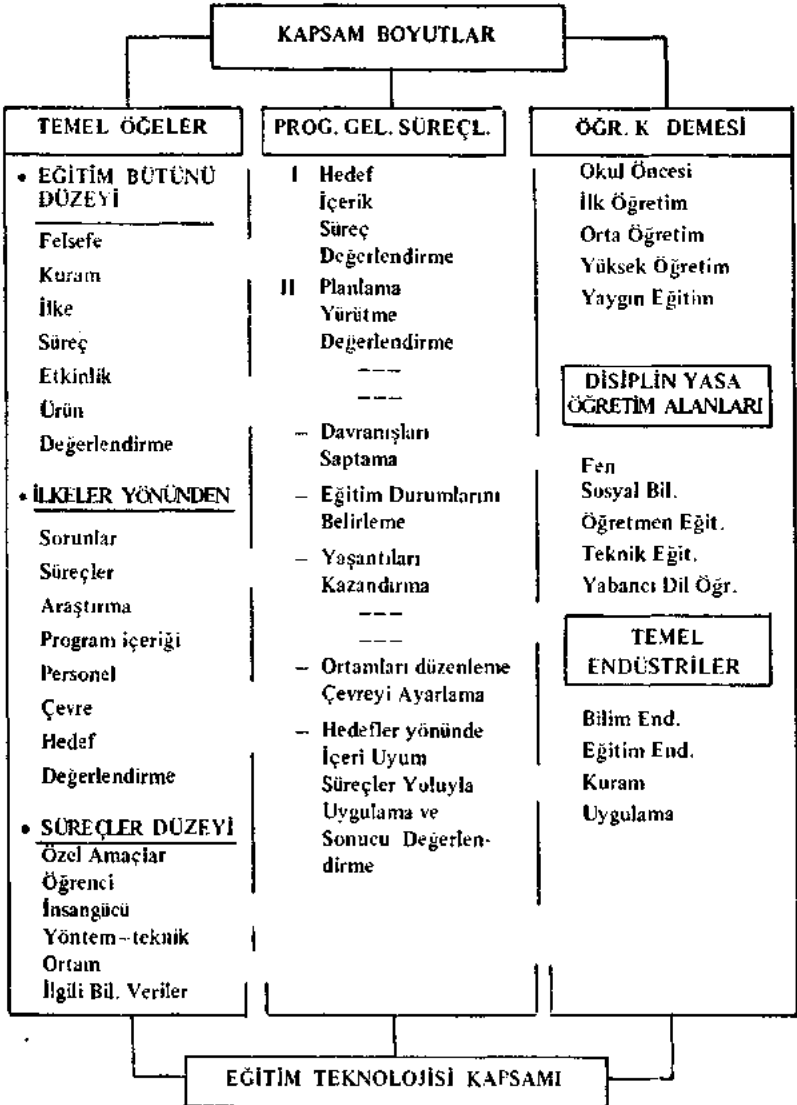 KAPSAM BOYUTLAR
TEMEL ÖĞELER
• EĞİTİM BÜTÜNÜ
DÜZEYİ
Felsefe
Kuram
İlke
Süreç
Etkinlik
Ürün
Değerlendirme
• İLKELER YÖNÜNDEN
Sorunlar
Süreçler
Araştırma
Program içeriği
Personel
Çevre
Hedef
Değerlendirme
• SÜREÇLER DÜZEYİ
Özel Amaçlar
Öğrenci
İnsangücü
Yöntem–teknik
Ortam
İlgili Bil. Veriler
PROG. GEL. SÜREÇL.
I Hedef
İçerik
Süreç
Değerlendirme
II Planlama
Yürütme
Değerlendirme
– – –
– – –
– Davranışları
Saptama
– Eğitim Durumlarını
Belirleme
– Yaşantıları
Kazandırma
– – –
– – –
– Ortamları düzenleme
Çevreyi Ayarlama
– Hedefler yönünde
İçeri Uyum
Süreçler Yoluyla
Uygulama ve
Sonucu Değerlen-
dirme
ÖĞR. K DEMESİ
Okul Öncesi
İlk Öğretim
Orta Öğretim
Yüksek Öğretim
Yaygın Eğitim
DİSİPLİN YASA
ÖĞRETİM ALANLARI
Fen
Sosyal Bil.
Öğretmen Eğit.
Teknik Eğit.
Yabancı Dil Öğr.
TEMEL
ENDÜSTRİLER
Bilim End.
Eğitim End.
Kuram
Uygulama
EĞİTİM TEKNOLOJİSİ KAPSAMI